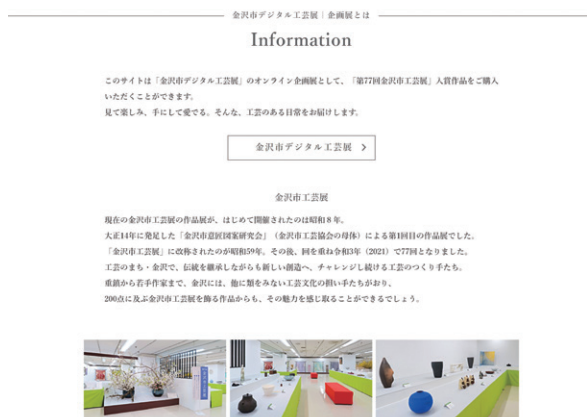 金沢市デジタル工芸展｜企画展とは
Information
このサイトは「金沢市デジタル工芸展」のオンライン企画展として、「第77回金沢市工芸展」入賞作品をご購入
いただくことができます。
見て楽しみ、手にして愛でる。そんな、工芸のある日常をお届けします。
金沢市デジタル工芸展 >
金沢市工芸展
現在の金沢市工芸展の作品展が、はじめて開催されたのは昭和8年。
大正14年に発足した「金沢市意匠図案研究会」（金沢市工芸協会の母体）による第1回目の作品展でした。
「金沢市工芸展」に改称されたのが昭和59年。その後、回を重ね令和3年（2021）で77回となりました。
工芸のまち・金沢で、伝統を継承しながらも新しい創造へ、チャレンジし続ける工芸のつくり手たち。
重鎮から若手作家まで、金沢には、他に類をみない工芸文化の担い手たちがおり、
200点に及ぶ金沢市工芸展を飾る作品からも、その魅力を感じ取ることができるでしょう。